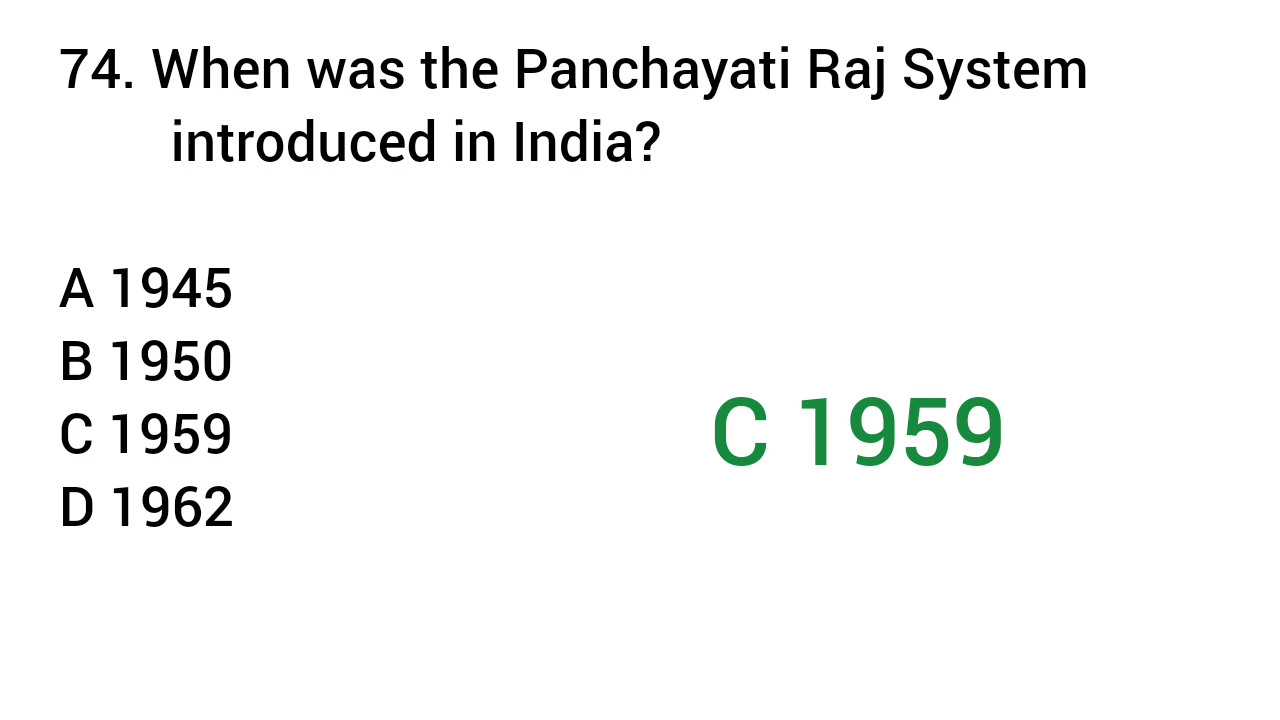 74. When was the Panchayati Raj System
introduced in India?
A 1945
B 1950
C 1959
D 1962
C 1959